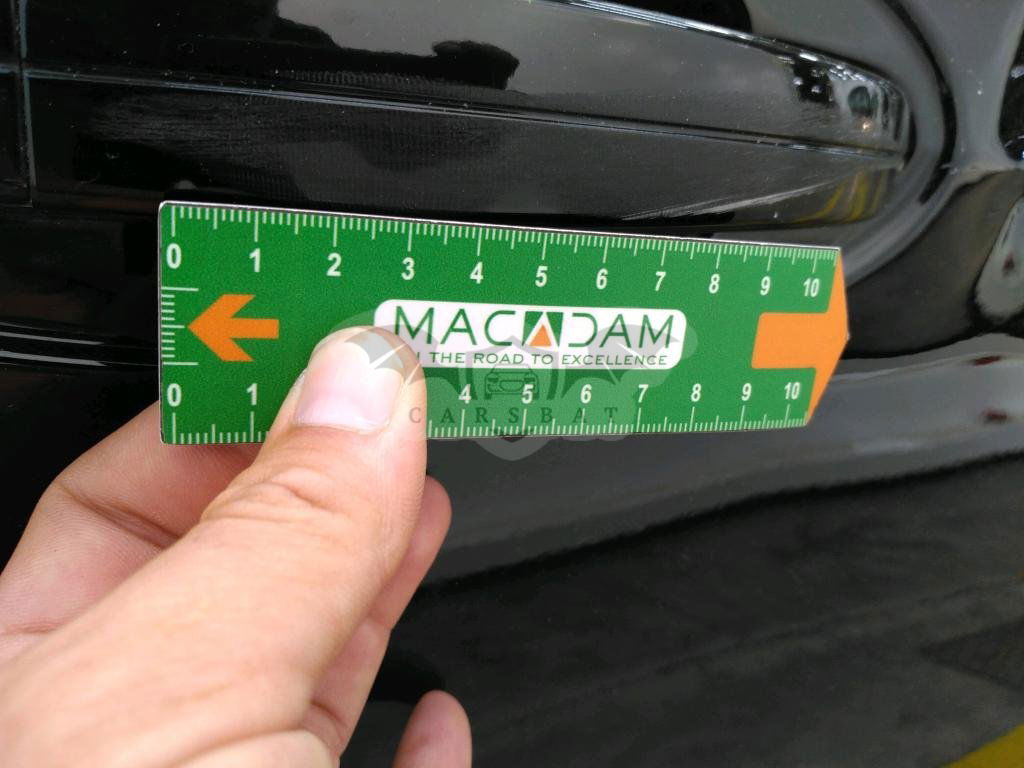 0 1 2 3 4 5 6 7 8 9 10
MACADAM
THE ROAD TO EXCELLENCE
CARSBAT
0 1 4 5 6 7 8 9 10